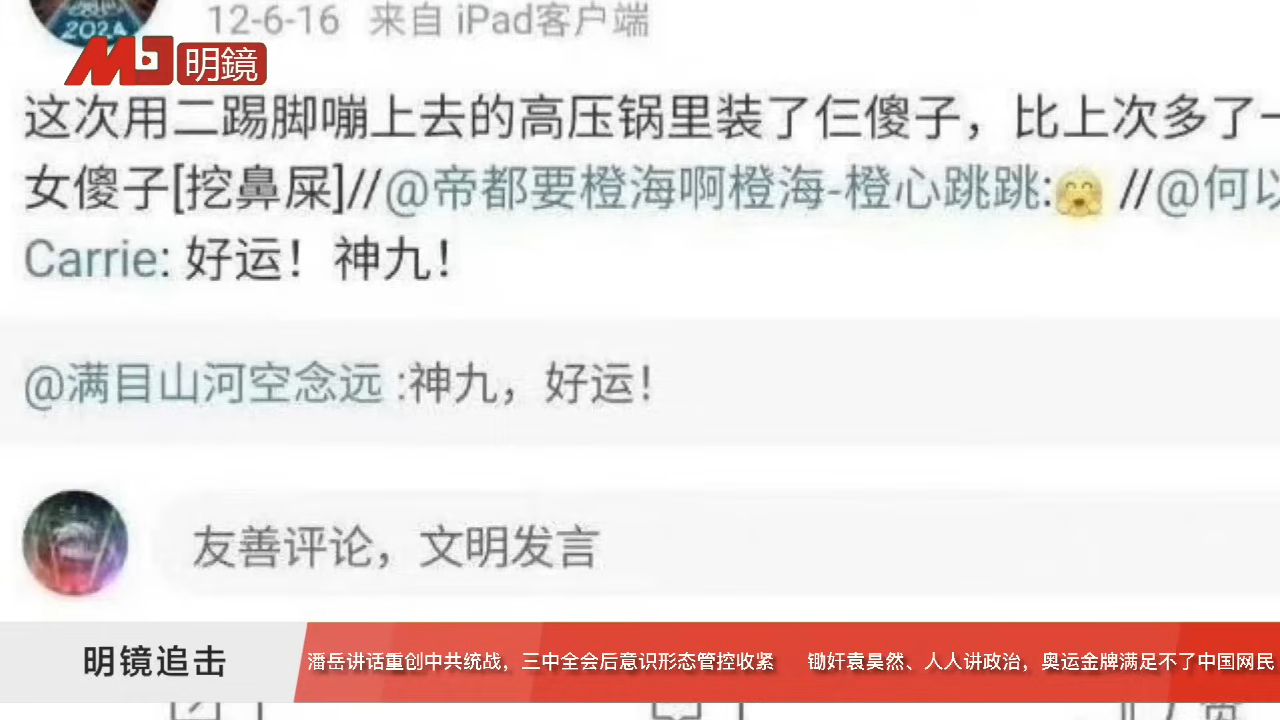 2024
12-6-16 来自 iPad客户端
明鏡
这次用二踢脚嘣上去的高压锅里装了仨傻子，比上次多了一
女傻子[挖鼻屎]//@帝都要橙海啊橙海-橙心跳跳: //@何以
Carrie: 好运！神九！
@满目山河空念远 :神九，好运！
友善评论，文明发言
明镜追击
潘岳讲话重创中共统战，三中全会后意识形态管控收紧 锄奸袁昊然、人人讲政治，奥运金牌满足不了中国网民